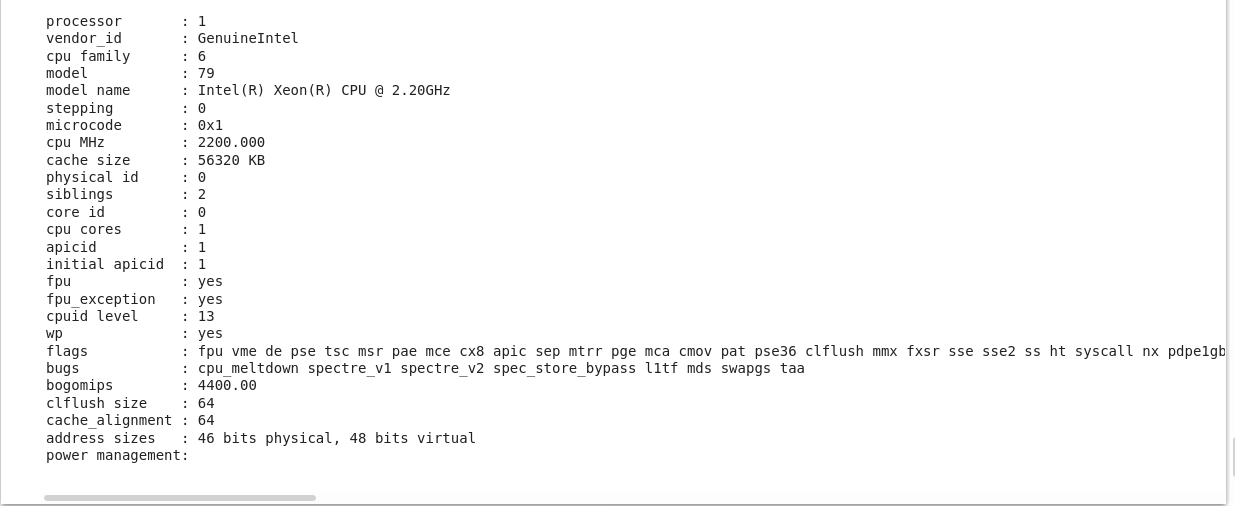 processor       : 1
vendor_id       : GenuineIntel
cpu family      : 6
model           : 79
model name      : Intel(R) Xeon(R) CPU @ 2.20GHz
stepping        : 0
microcode       : 0x1
cpu MHz         : 2200.000
cache size      : 56320 KB
physical id     : 0
siblings        : 2
core id         : 0
cpu cores       : 1
apicid          : 1
initial apicid  : 1
fpu             : yes
fpu_exception   : yes
cpuid level     : 13
wp              : yes
flags           : fpu vme de pse tsc msr pae mce cx8 apic sep mtrr pge mca cmov pat pse36 clflush mmx fxsr sse sse2 ss ht syscall nx pdpe1gb
bugs            : cpu_meltdown spectre_v1 spectre_v2 spec_store_bypass l1tf mds swapgs taa
bogomips        : 4400.00
clflush size    : 64
cache_alignment : 64
address sizes   : 46 bits physical, 48 bits virtual
power management: